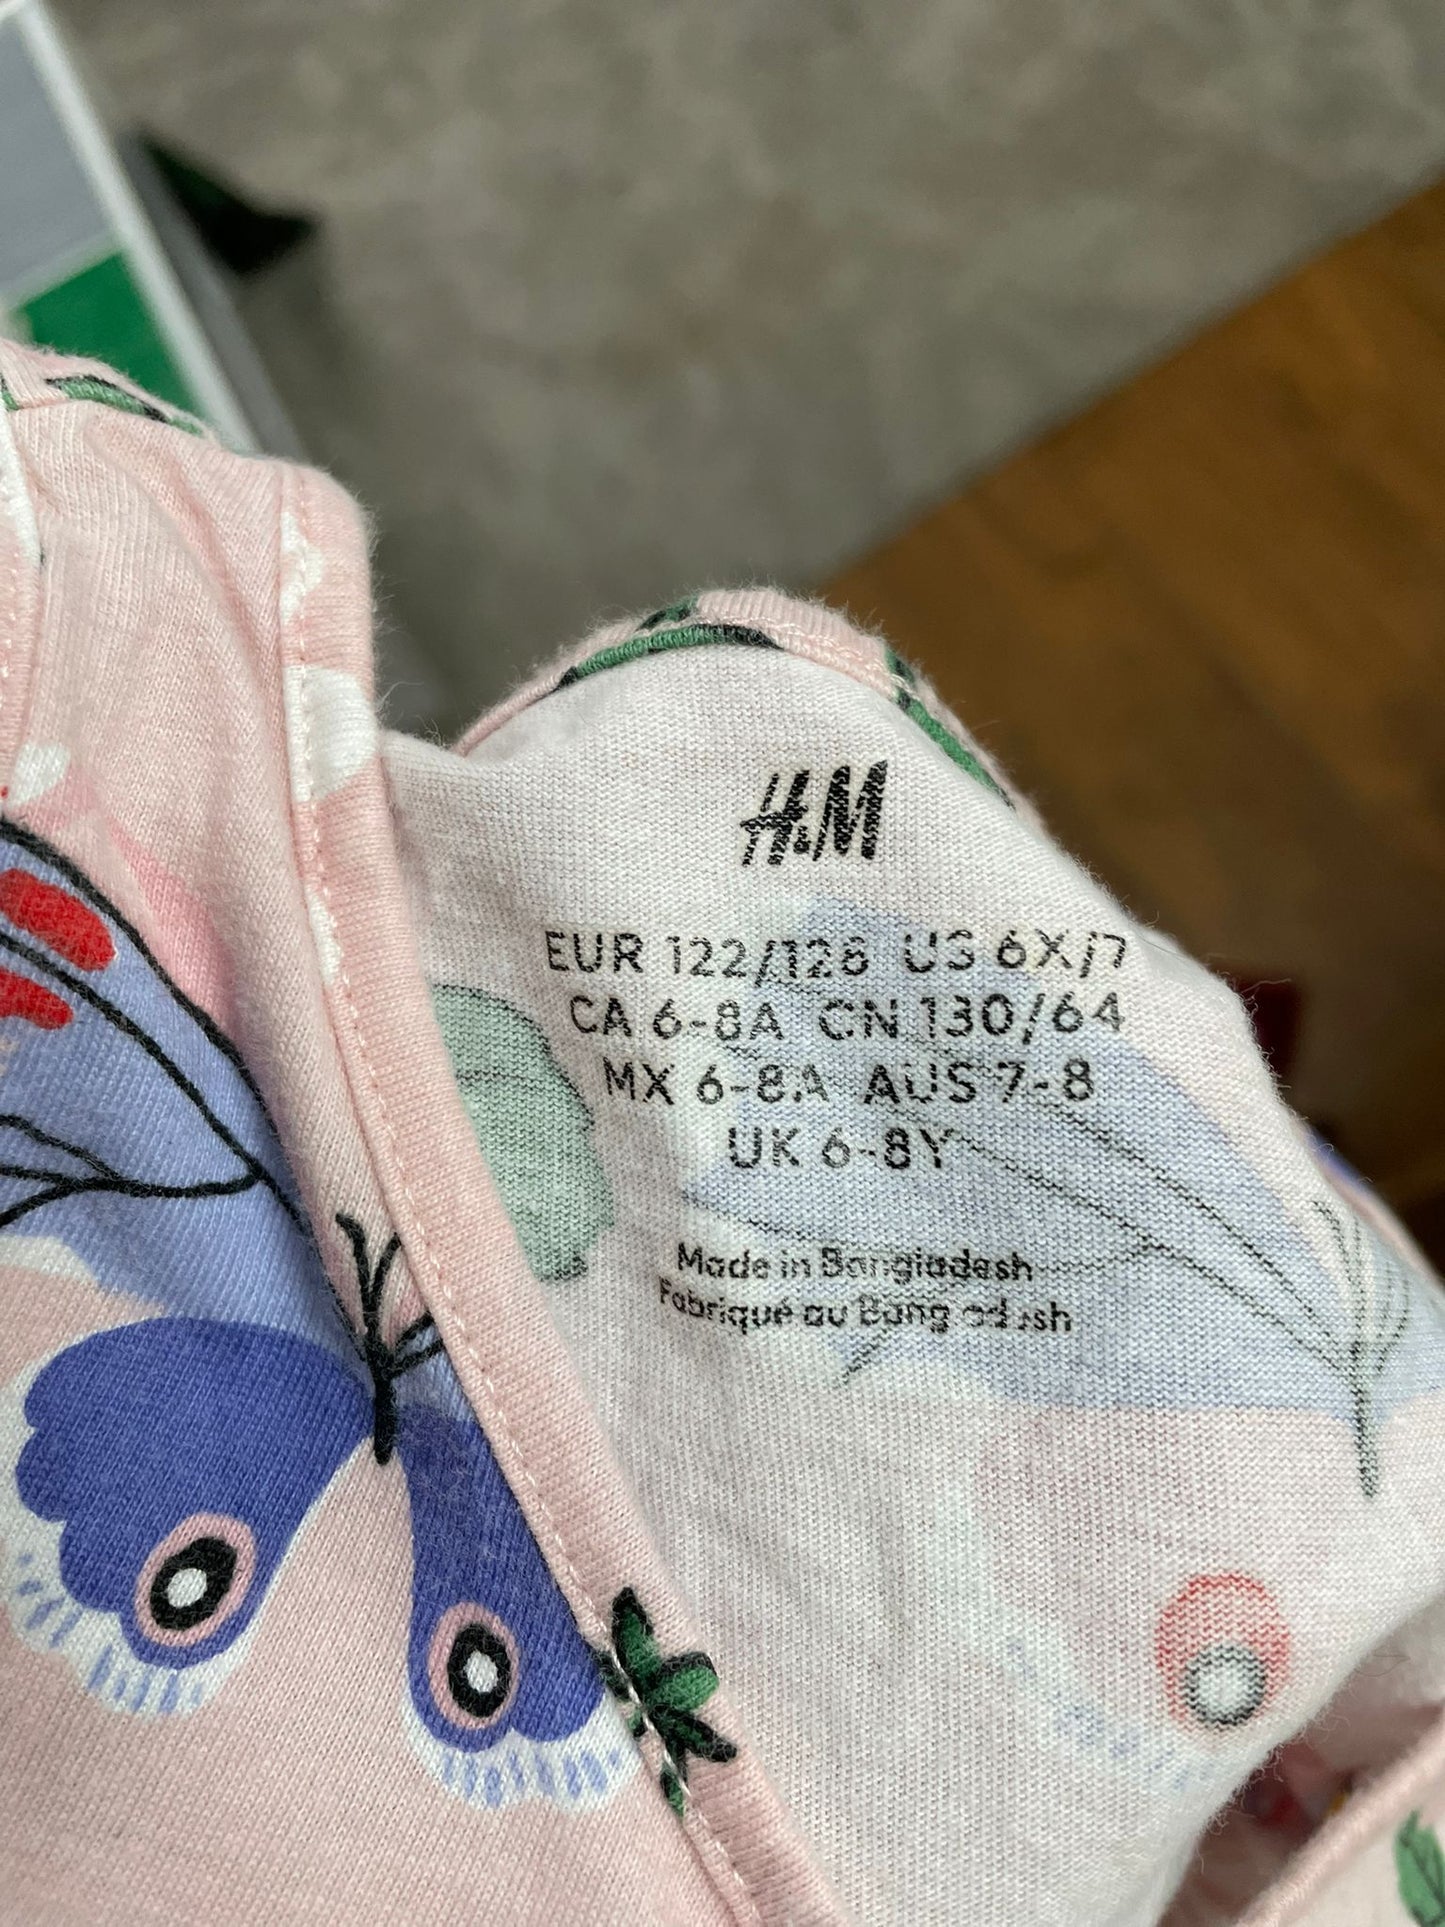 H&M
EUR 122/128 US 6X/7
CA 6-8A CN 130/64
MX 6-8A AUS 7-8
UK 6-8Y
Made in Bangladesh
Fabriqué au Bangladesh